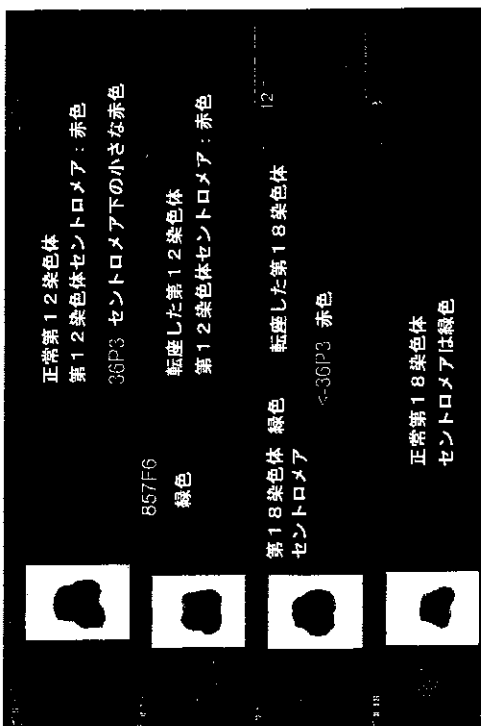 正常第12染色体
第12染色体セントロメア:赤色
36P3 セントロメア下の小さな赤色
857F6
緑色
転座した第12染色体
第12染色体セントロメア:赤色
12
第18染色体 緑色
セントロメア
転座した第18染色体
<-36P3 赤色
正常第18染色体
セントロメアは緑色